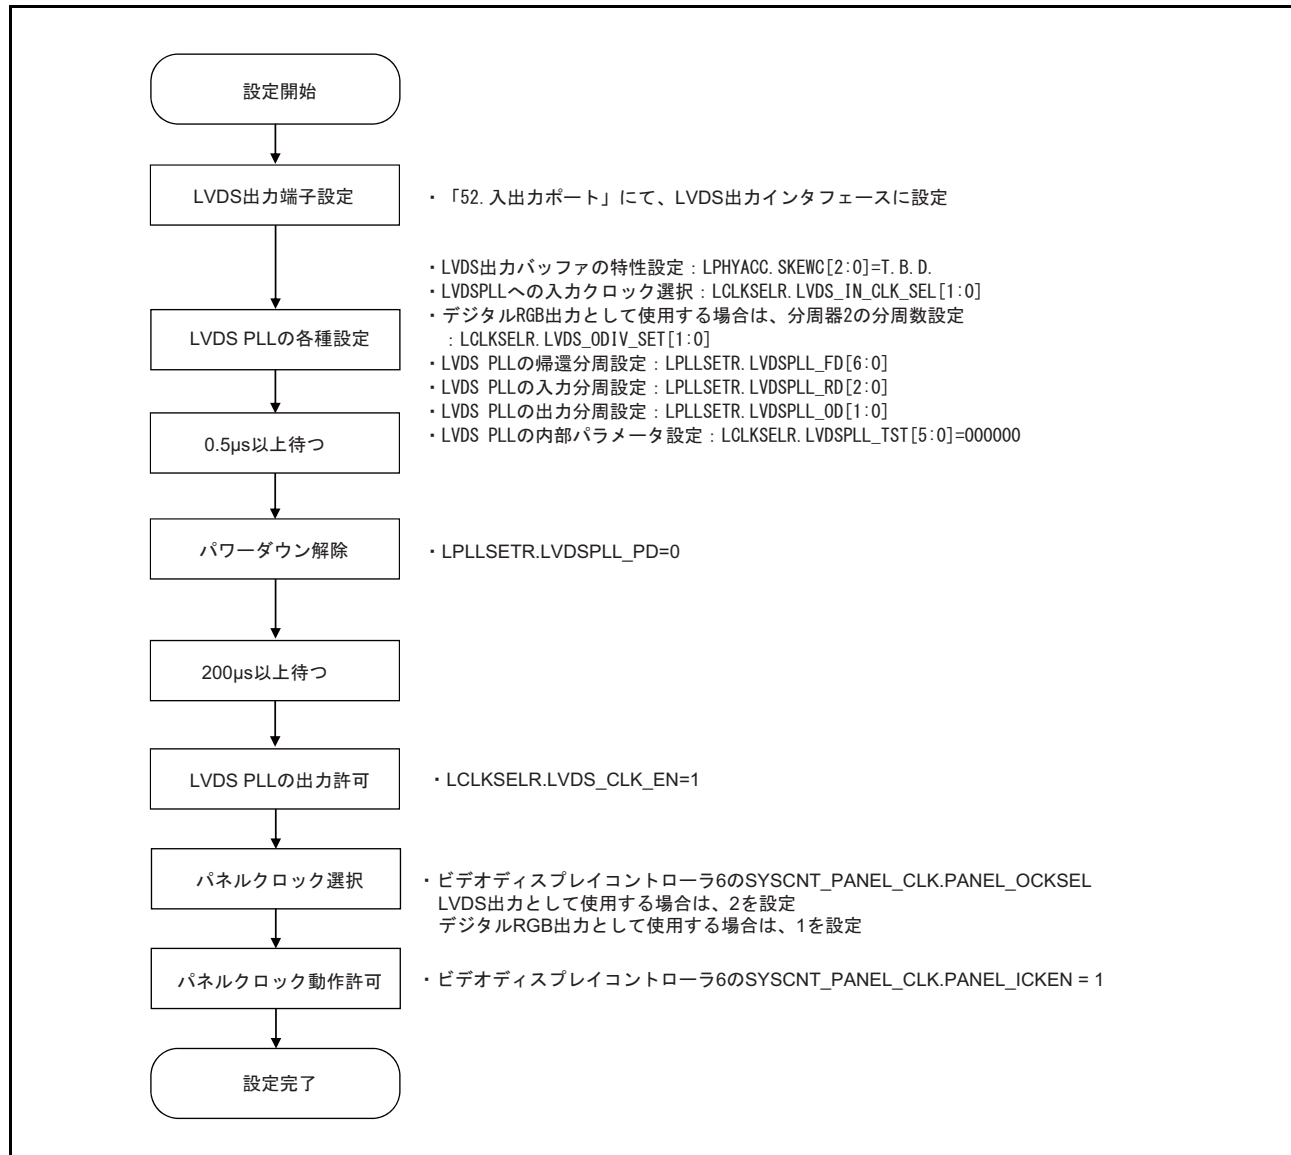 設定開始
LVDS出力端子設定
・「52. 入出力ポート」にて、LVDS出力インタフェースに設定
LVDS PLLの各種設定
・LVDS出力バッファの特性設定：LPHYACC.SKEWC[2:0]=T.B.D.
・LVDSPLLへの入力クロック選択：LCLKSELR.LVDS_IN_CLK_SEL[1:0]
・デジタルRGB出力として使用する場合は、分周器2の分周数設定
：LCLKSELR.LVDS_ODIV_SET[1:0]
・LVDS PLLの帰還分周設定：LPLLSETR.LVDSPLL_FD[6:0]
・LVDS PLLの入力分周設定：LPLLSETR.LVDSPLL_RD[2:0]
・LVDS PLLの出力分周設定：LPLLSETR.LVDSPLL_OD[1:0]
・LVDS PLLの内部パラメータ設定：LCLKSELR.LVDSPLL_TST[5:0]=000000
0.5μs以上待つ
パワーダウン解除
・LPLLSETR.LVDSPLL_PD=0
200μs以上待つ
LVDS PLLの出力許可
・LCLKSELR.LVDS_CLK_EN=1
パネルクロック選択
・ビデオディスプレイコントローラ6のSYSCNT_PANEL_CLK.PANEL_OCKSEL
LVDS出力として使用する場合は、2を設定
デジタルRGB出力として使用する場合は、1を設定
パネルクロック動作許可
・ビデオディスプレイコントローラ6のSYSCNT_PANEL_CLK.PANEL_ICKEN = 1
設定完了